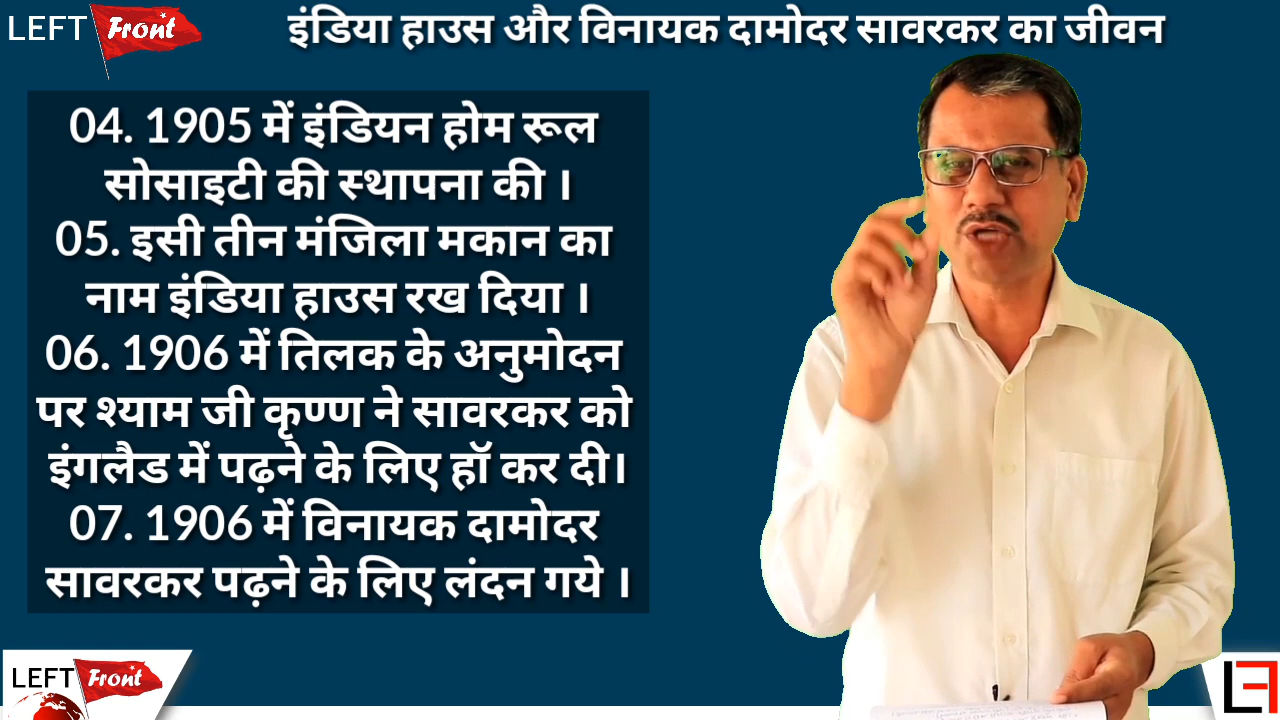 LEFT Front
इंडिया हाउस और विनायक दामोदर सावरकर का जीवन
04. 1905 में इंडियन होम रूल
सोसाइटी की स्थापना की ।
05. इसी तीन मंजिला मकान का
नाम इंडिया हाउस रख दिया ।
06. 1906 में तिलक के अनुमोदन
पर श्याम जी कृण्ण ने सावरकर को
इंगलैड में पढ़ने के लिए हॉ कर दी।
07. 1906 में विनायक दामोदर
सावरकर पढ़ने के लिए लंदन गये ।
LEFT Front
LF